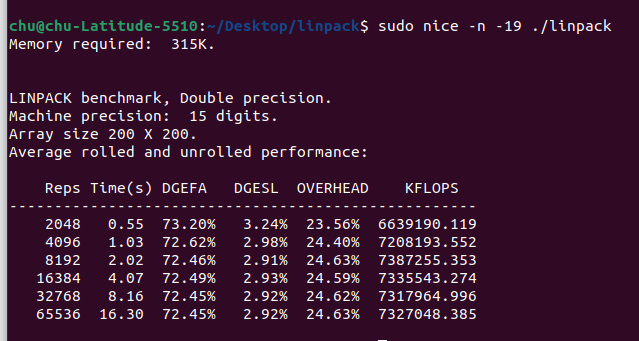 chu@chu-Latitude-5510:~/Desktop/linpack$ sudo nice -n -19 ./linpack
Memory required:  315K.
LINPACK benchmark, Double precision.
Machine precision:  15 digits.
Array size 200 X 200.
Average rolled and unrolled performance:
    Reps Time(s) DGEFA   DGESL  OVERHEAD    KFLOPS
----------------------------------------------------
    2048   0.55  73.20%   3.24%  23.56%  6639190.119
    4096   1.03  72.62%   2.98%  24.40%  7208193.552
    8192   2.02  72.46%   2.91%  24.63%  7387255.353
   16384   4.07  72.49%   2.93%  24.59%  7335543.274
   32768   8.16  72.45%   2.92%  24.62%  7317964.996
   65536  16.30  72.45%   2.92%  24.63%  7327048.385